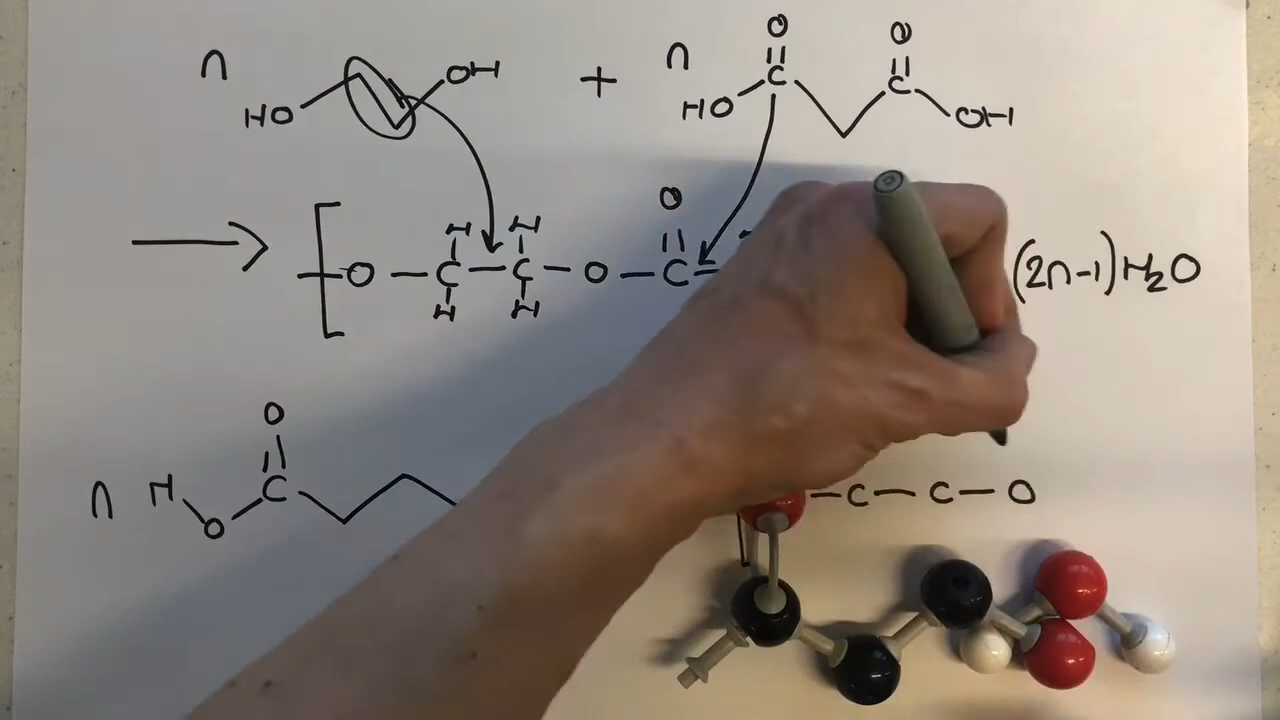 n HO OH + n HO C O C O OH
→ [ O — C — C — O — C = O H H H H (2n-1)H2O
n H O C O — C — C — O